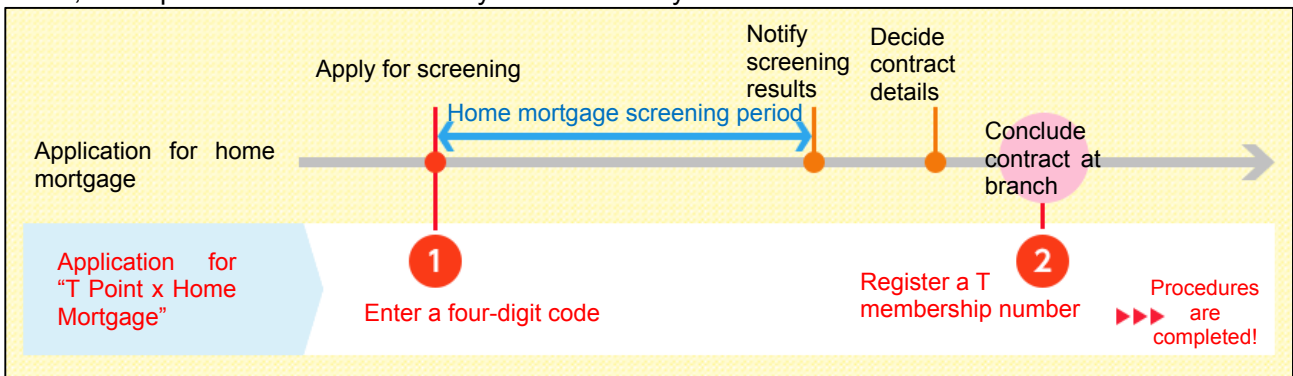 Apply for screening
Notify
screening
results
Decide
contract
details
Home mortgage screening period
Application for home
mortgage
Conclude
contract at
branch
Application for
“T Point x Home
Mortgage”
1
Enter a four-digit code
2
Register a T
membership number
Procedures
are
completed!